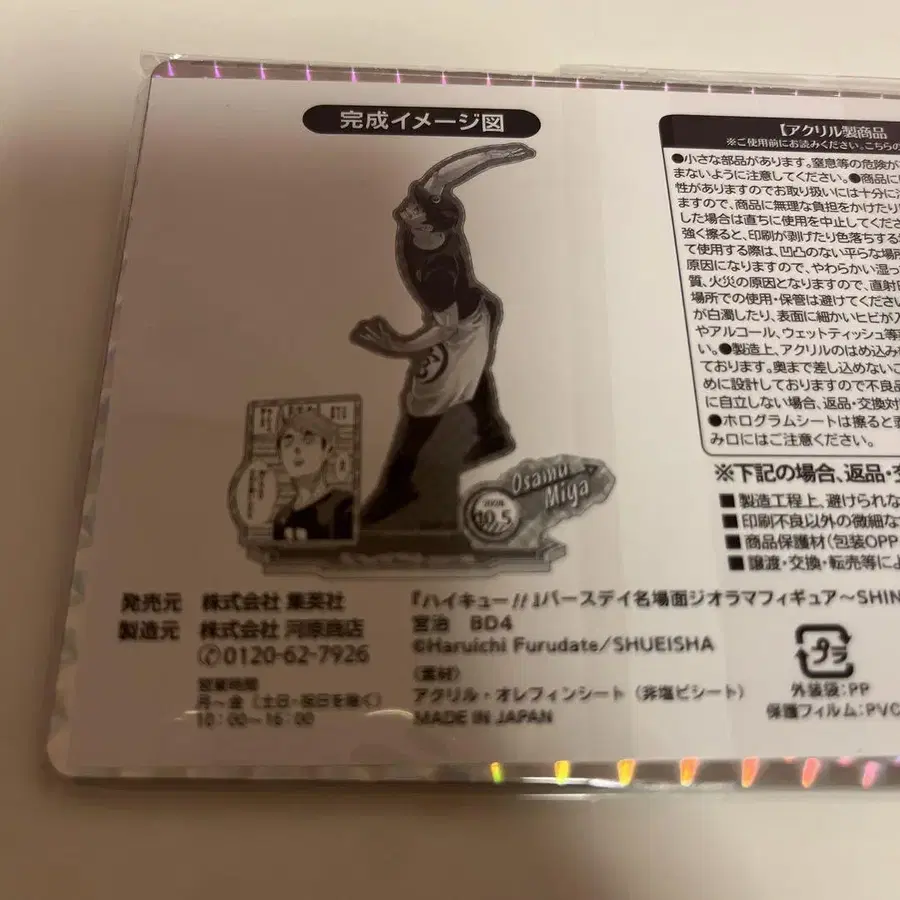 完成イメージ図
Osamu
Miya
10.5
発売元 株式会社 集英社
製造元 株式会社 河原商店
0120-62-7926
営業時間
月~金(土日・祝日を除く)
10:00~16:00
『ハイキュー!!』バースデイ名場面ジオラマフィギュア~SHIN
宮治 BD4
©Haruichi Furudate/SHUEISHA
(素材)
アクリル・オレフィンシート(非塩ビシート)
MADE IN JAPAN
【アクリル製商品
※ご使用前にお読みください。こちらの
●小さな部品があります。窒息等の危険が
まないように注意してください。●商品に
性がありますのでお取り扱いには十分に
ますので、商品に無理な負担をかけたり
した場合は直ちに使用を中止してくださ
強く擦ると、印刷が剥げたり色落ちする
て使用する際は、凹凸のない平らな場所
原因になりますので、やわらかい湿っ
質、火災の原因となりますので、直射日
場所での使用・保管は避けてください
が白濁したり、表面に細かいヒビが入
やアルコール、ウェットティッシュ等
い。●製造上、アクリルのはめ込み
ております。奥まで差し込めないこ
めに設計しておりますので不良品
に自立しない場合、返品・交換対
●ホログラムシートは擦ると
み口にはご注意ください。
※下記の場合、返品・交
■製造工程上、避けられな
■印刷不良以外の微細な
■商品保護材(包装OPP
■譲渡・交換・転売等によ
プラ
外装袋:PP
保護フィルム:PVC